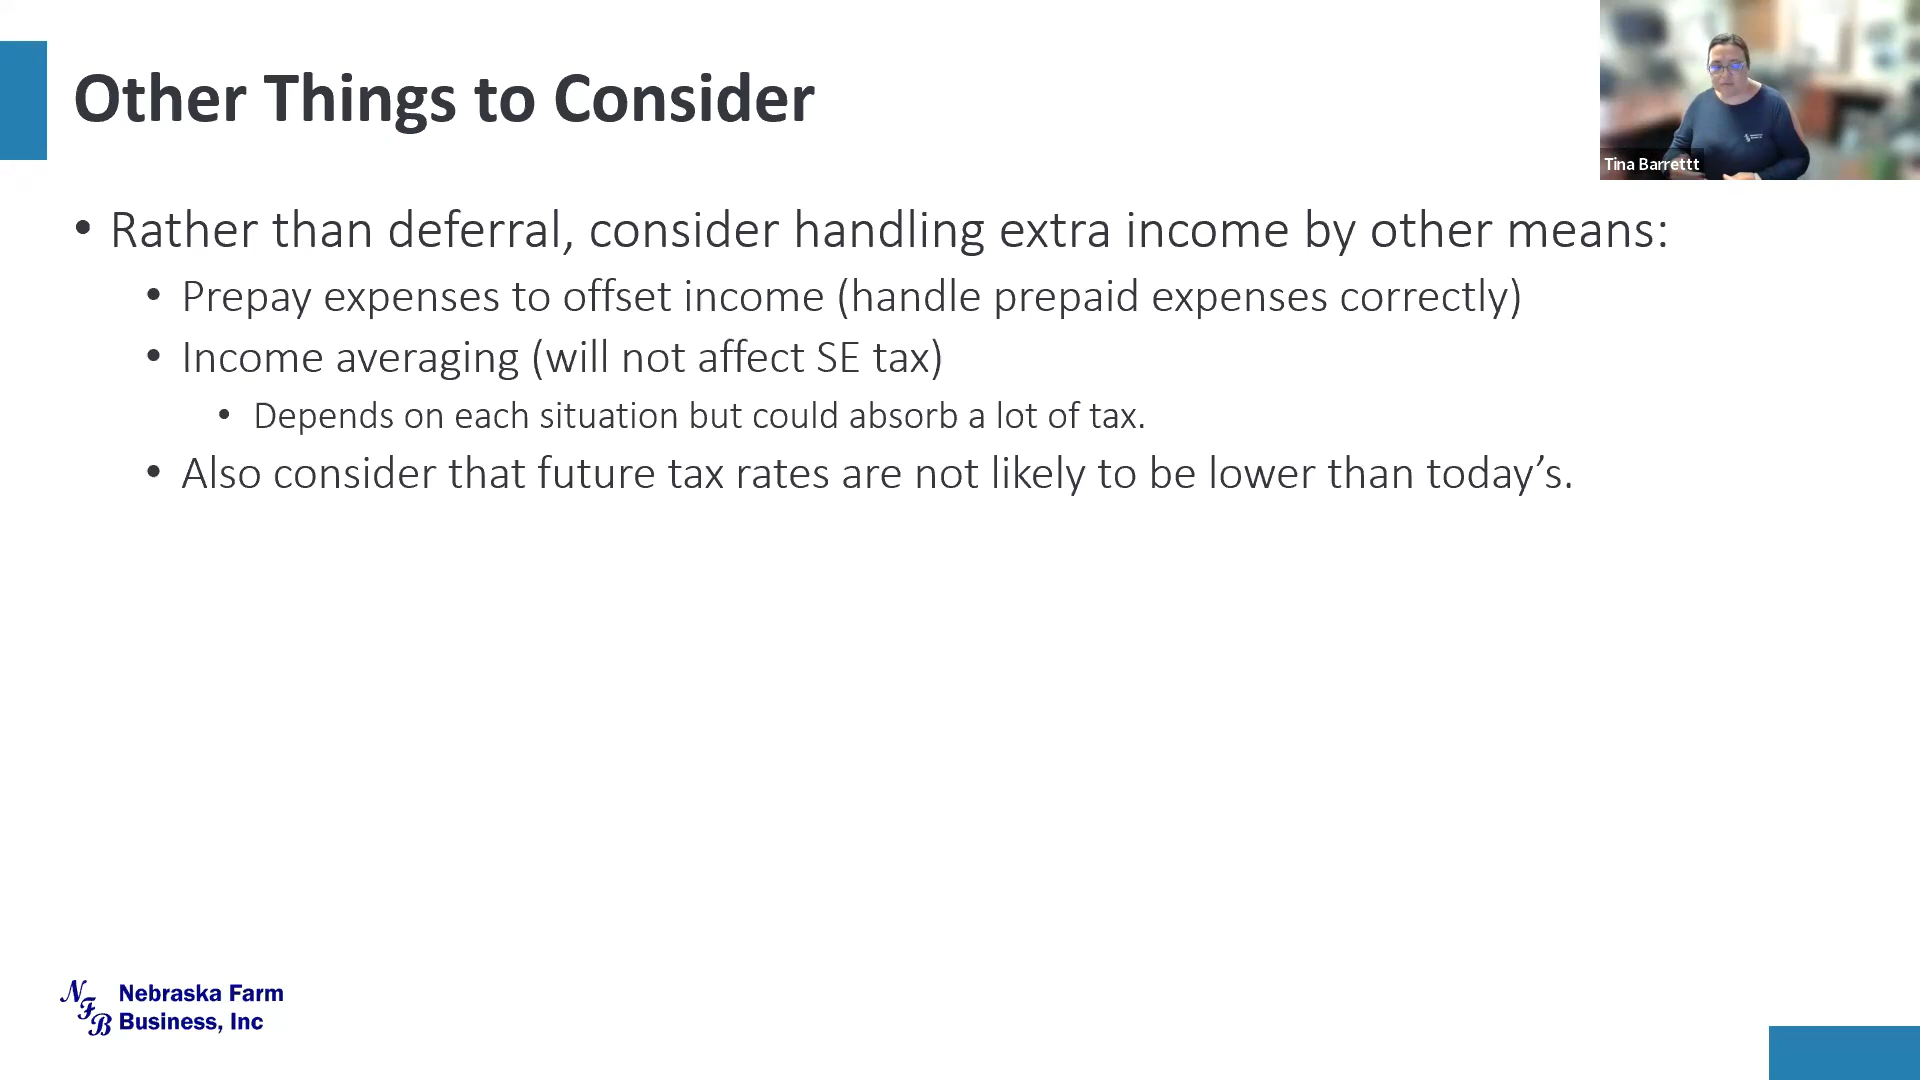 Other Things to Consider
Tina Barrettt
• Rather than deferral, consider handling extra income by other means:
• Prepay expenses to offset income (handle prepaid expenses correctly)
• Income averaging (will not affect SE tax)
• Depends on each situation but could absorb a lot of tax.
• Also consider that future tax rates are not likely to be lower than today’s.
NFB
Nebraska Farm
Business, Inc